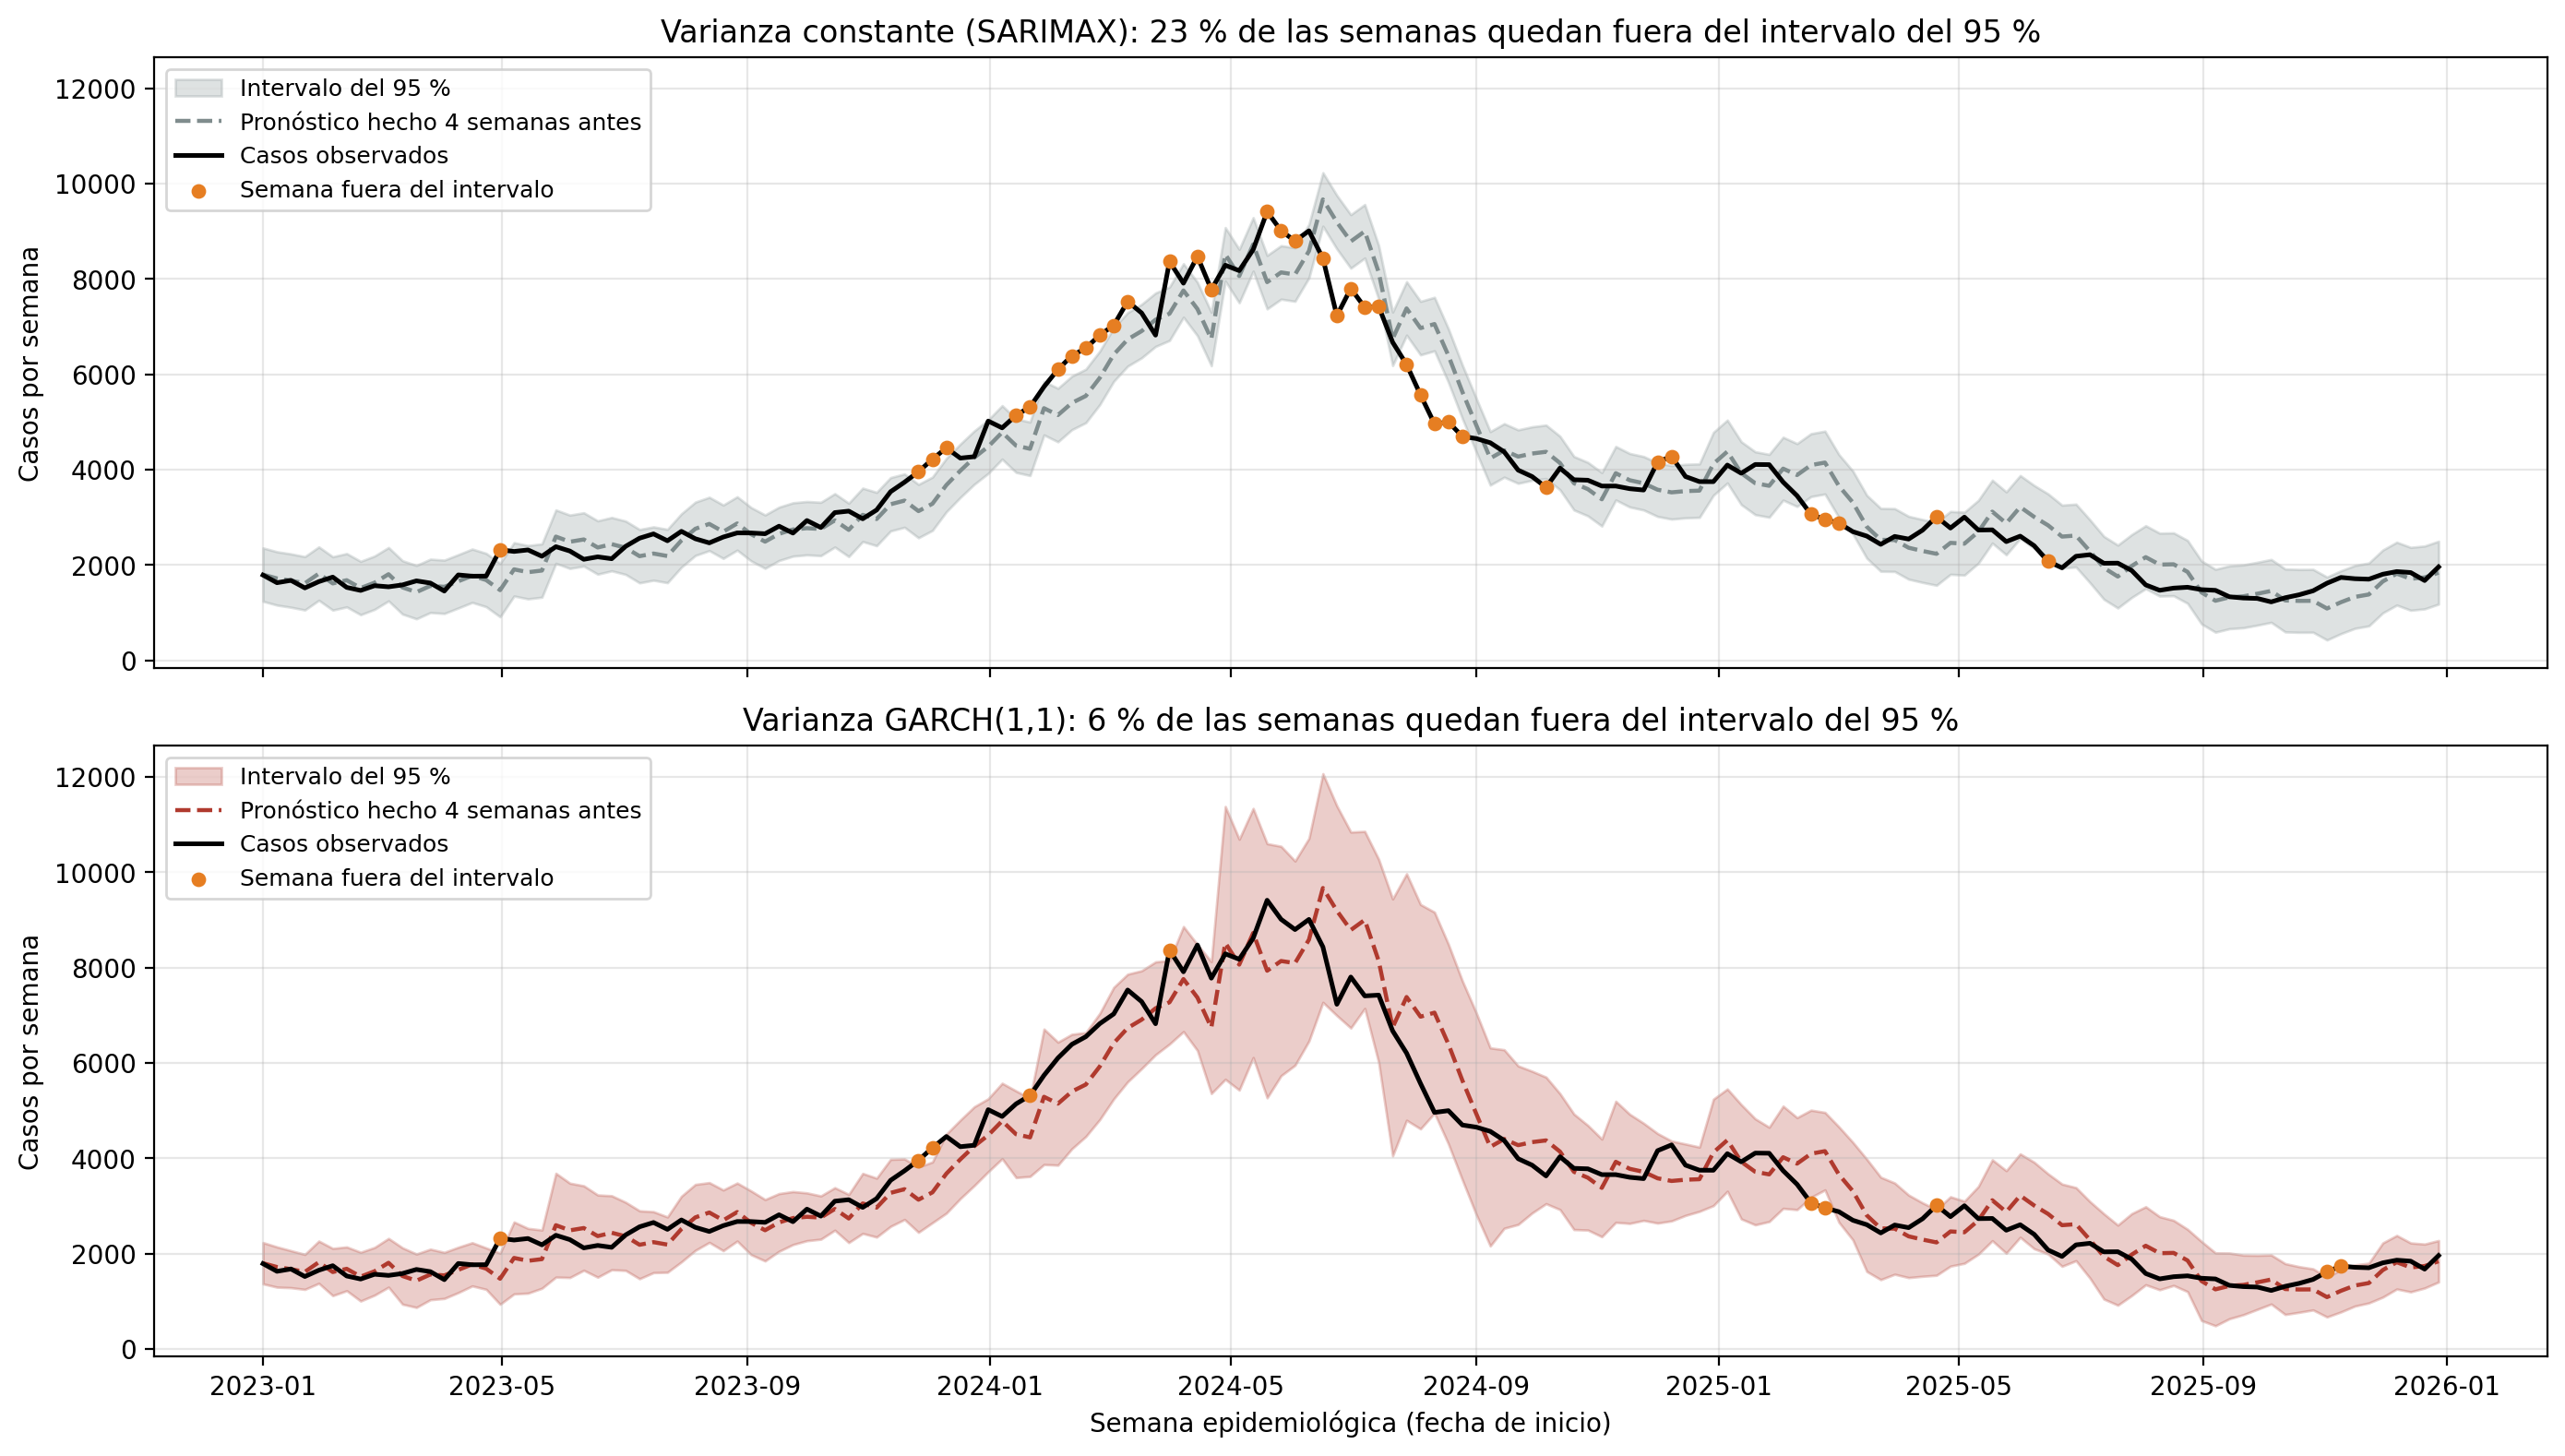 Varianza constante (SARIMAX): 23 % de las semanas quedan fuera del intervalo del 95 %
Casos por semana
12000
10000
8000
6000
4000
2000
0
Intervalo del 95 %
Pronóstico hecho 4 semanas antes
Casos observados
Semana fuera del intervalo
Varianza GARCH(1,1): 6 % de las semanas quedan fuera del intervalo del 95 %
Casos por semana
12000
10000
8000
6000
4000
2000
0
Intervalo del 95 %
Pronóstico hecho 4 semanas antes
Casos observados
Semana fuera del intervalo
2023-01 2023-05 2023-09 2024-01 2024-05 2024-09 2025-01 2025-05 2025-09 2026-01
Semana epidemiológica (fecha de inicio)